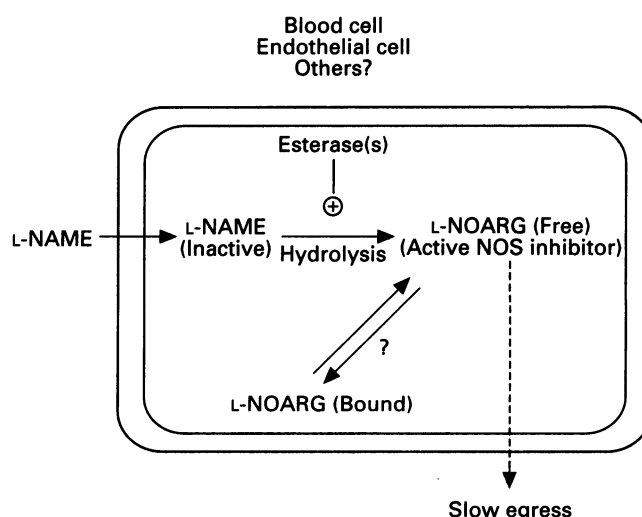 Blood cell
Endothelial cell
Others?
Esterase(s)
+
L-NAME
L-NAME
(Inactive)
Hydrolysis
L-NOARG (Free)
(Active NOS inhibitor)
?
L-NOARG (Bound)
Slow egress